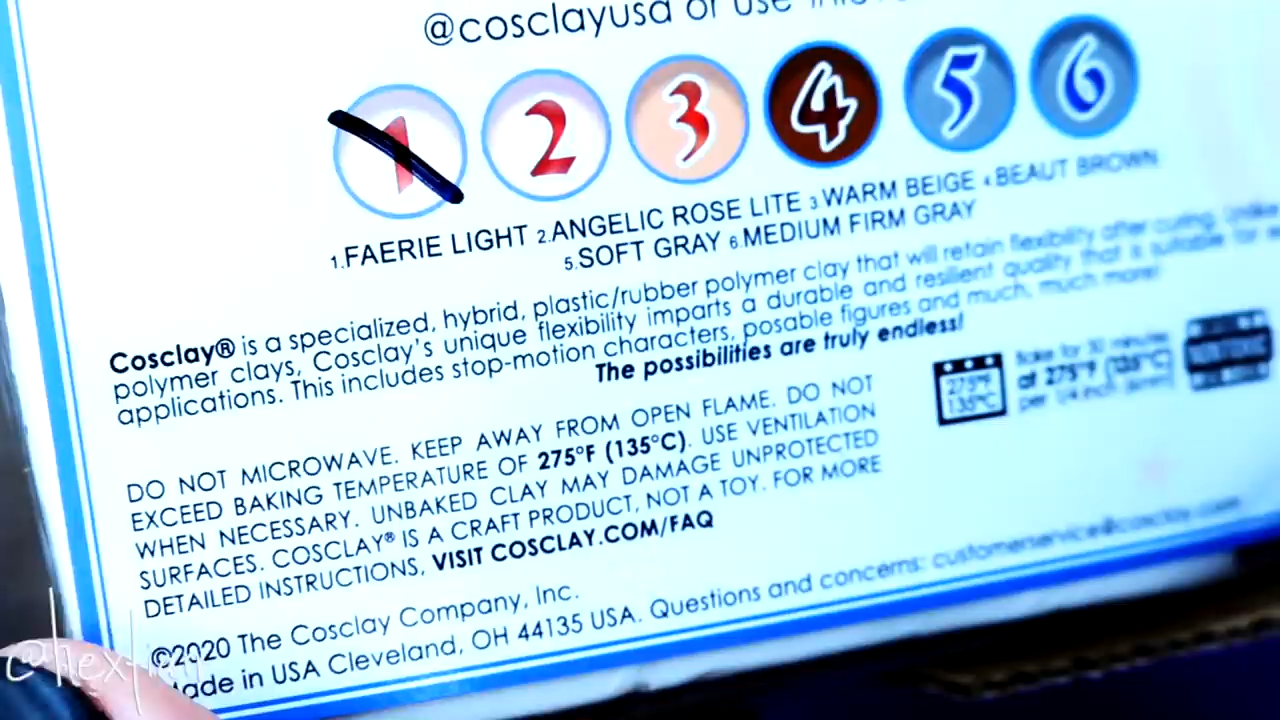 @cosclayusa or use
1 2 3 4 5 6
1.FAERIE LIGHT 2.ANGELIC ROSE LITE 3.WARM BEIGE 4.BEAUT BROWN
5.SOFT GRAY 6.MEDIUM FIRM GRAY
Cosclay® is a specialized, hybrid, plastic/rubber polymer clay that will retain flexibility after curing. Unlike
polymer clays, Cosclay's unique flexibility imparts a durable and resilient quality that is suitable for
applications. This includes stop-motion characters, posable figures and much, much more!
The possibilities are truly endless!
DO NOT MICROWAVE. KEEP AWAY FROM OPEN FLAME. DO NOT
EXCEED BAKING TEMPERATURE OF 275°F (135°C). USE VENTILATION
WHEN NECESSARY. UNBAKED CLAY MAY DAMAGE UNPROTECTED
SURFACES. COSCLAY® IS A CRAFT PRODUCT, NOT A TOY. FOR MORE
DETAILED INSTRUCTIONS, VISIT COSCLAY.COM/FAQ
275°F
135°C
Bake for 30 minutes
at 275°F (135°C)
per 1/4 inch
©2020 The Cosclay Company, Inc.
Made in USA Cleveland, OH 44135 USA. Questions and concerns: customerservice@cosclay.com